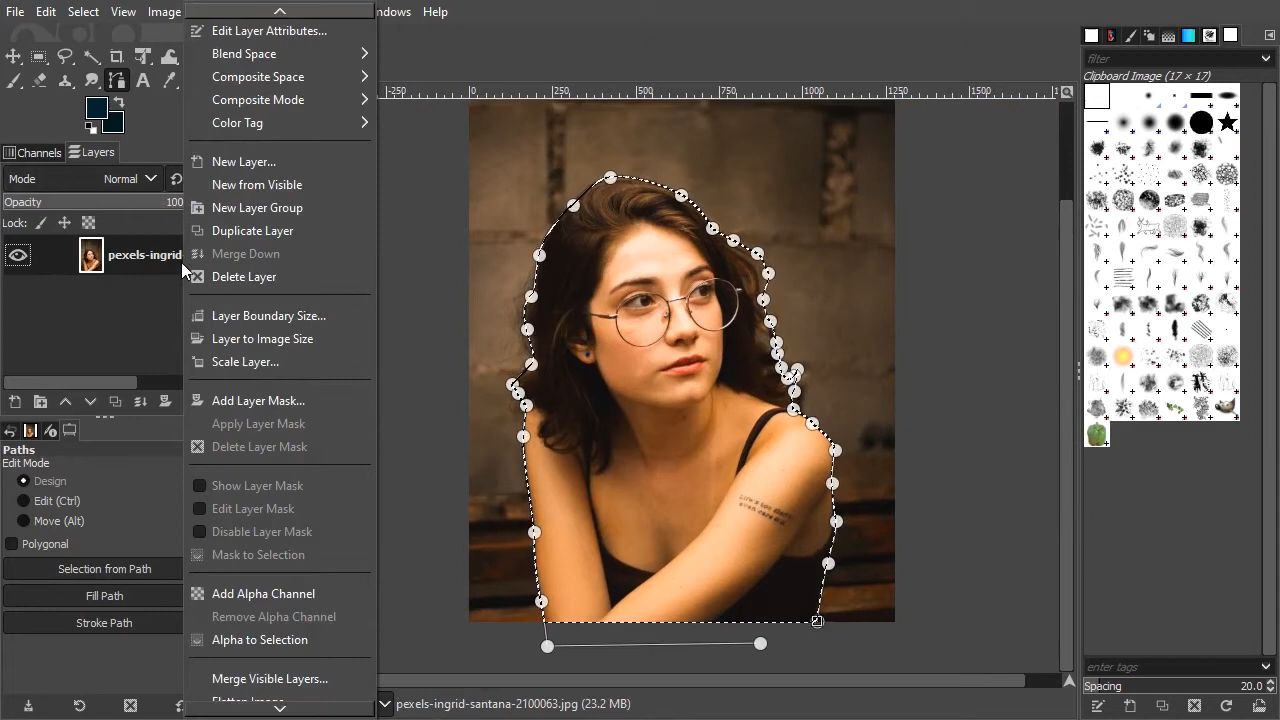 File Edit Select View Image ndows Help
Channels Layers
Mode Normal
Opacity 100
Lock:
pexels-ingrid
Paths
Edit Mode
Design
Edit (Ctrl)
Move (Alt)
Polygonal
Selection from Path
Fill Path
Stroke Path
Edit Layer Attributes...
Blend Space
Composite Space
Composite Mode
Color Tag
New Layer...
New from Visible
New Layer Group
Duplicate Layer
Merge Down
Delete Layer
Layer Boundary Size...
Layer to Image Size
Scale Layer...
Add Layer Mask...
Apply Layer Mask
Delete Layer Mask
Show Layer Mask
Edit Layer Mask
Disable Layer Mask
Mask to Selection
Add Alpha Channel
Remove Alpha Channel
Alpha to Selection
Merge Visible Layers...
Flatten Image
-250 0 250 500 750 1000 1250 1500 1
pexels-ingrid-santana-2100063.jpg (23.2 MB)
filter
Clipboard Image (17 × 17)
enter tags
Spacing 20.0